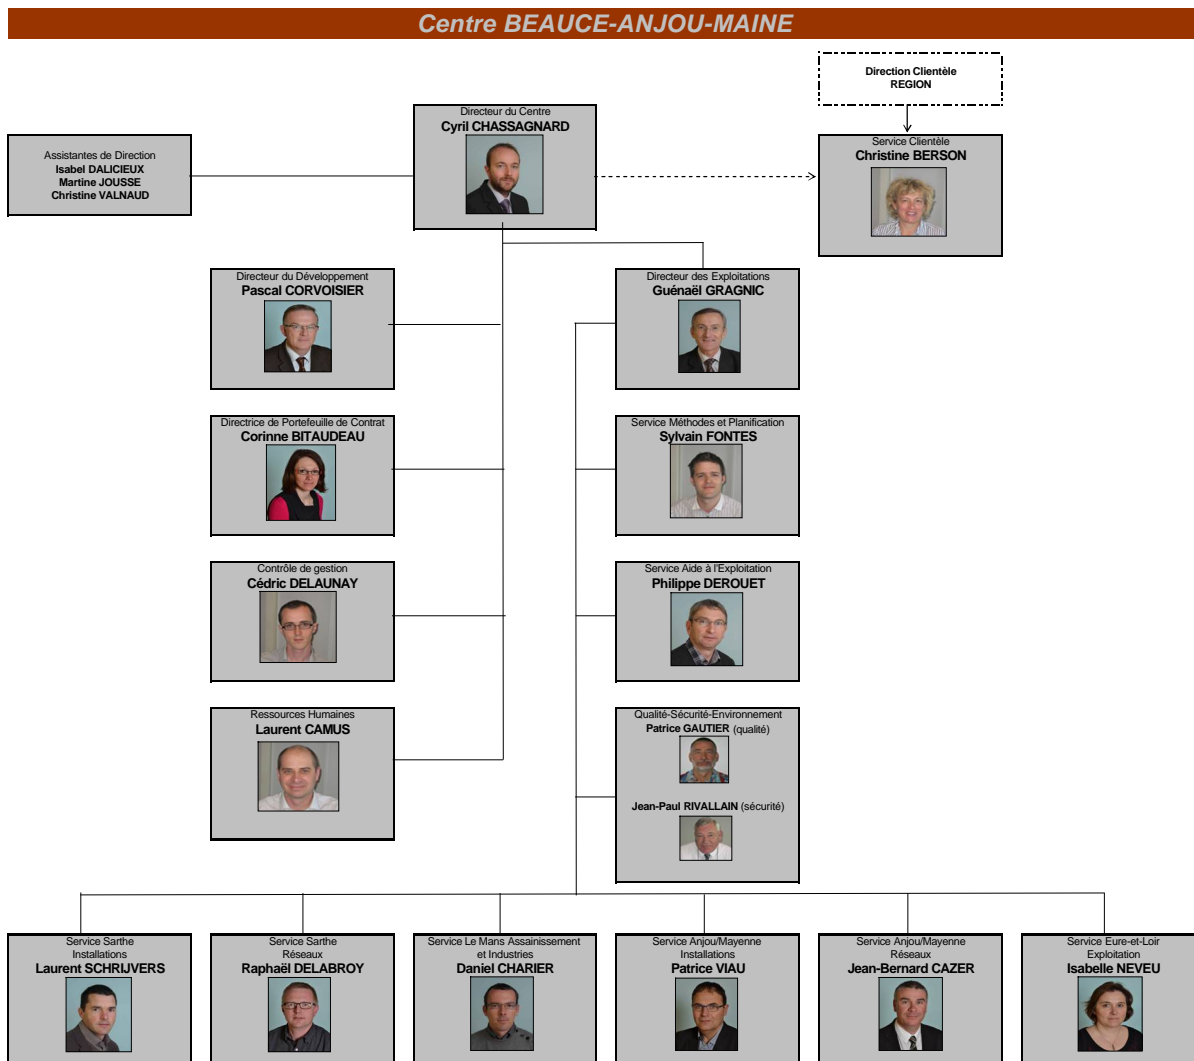 Centre BEAUCE-ANJOU-MAINE
Direction Clientèle
REGION
Directeur du Centre
Cyril CHASSAGNARD
Assistantes de Direction
Isabel DALICIEUX
Martine JOUSSE
Christine VALNAUD
Service Clientèle
Christine BERSON
Directeur du Développement
Pascal CORVOISIER
Directeur des Exploitations
Guénaël GRAGNIC
Directrice de Portefeuille de Contrat
Corinne BITAUDEAU
Service Méthodes et Planification
Sylvain FONTES
Contrôle de gestion
Cédric DELAUNAY
Service Aide à l'Exploitation
Philippe DEROUET
Ressources Humaines
Laurent CAMUS
Qualité-Sécurité-Environnement
Patrice GAUTIER (qualité)
Jean-Paul RIVALLAIN (sécurité)
Service Sarthe
Installations
Laurent SCHRIJVERS
Service Sarthe
Réseaux
Raphaël DELABROY
Service Le Mans Assainissement
et Industries
Daniel CHARIER
Service Anjou/Mayenne
Installations
Patrice VIAU
Service Anjou/Mayenne
Réseaux
Jean-Bernard CAZER
Service Eure-et-Loir
Exploitation
Isabelle NEVEU